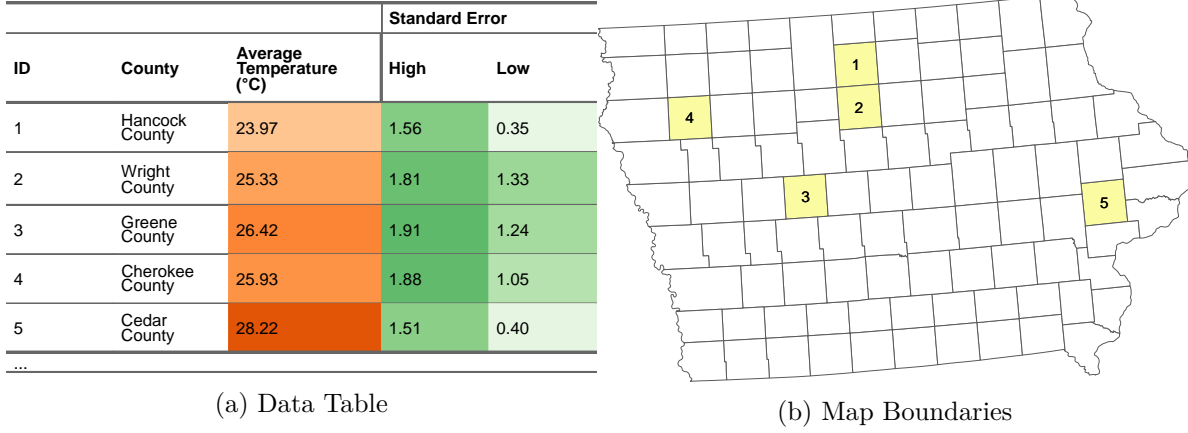 Standard Error
ID County Average Temperature (°C) High Low
1 Hancock County 23.97 1.56 0.35
2 Wright County 25.33 1.81 1.33
3 Greene County 26.42 1.91 1.24
4 Cherokee County 25.93 1.88 1.05
5 Cedar County 28.22 1.51 0.40
...
(a) Data Table
1
2
4
3
5
(b) Map Boundaries